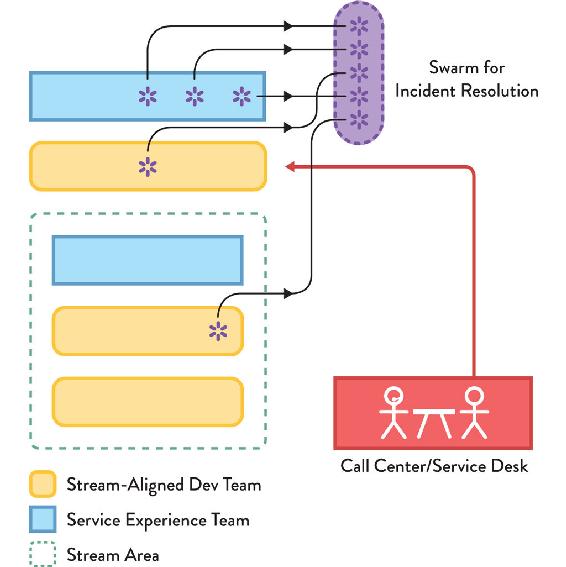 Swarm for
Incident Resolution
Call Center/Service Desk
Stream-Aligned Dev Team
Service Experience Team
Stream Area